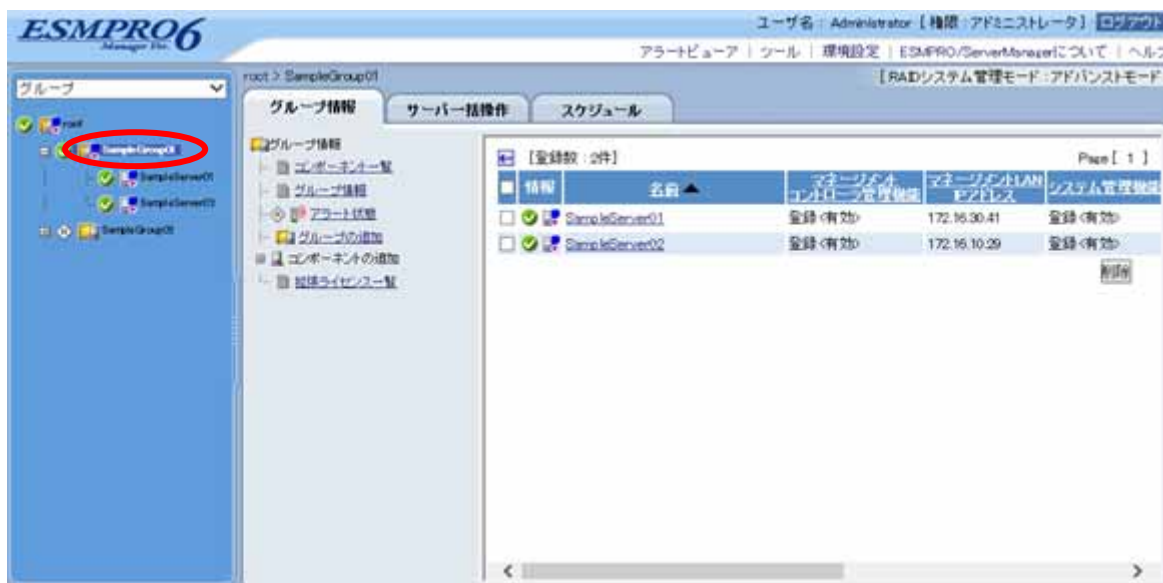 ESMPRO6
Manager Ver.
ユーザ名 : Administrator 【 権限 : アドミニストレータ】 ログアウト
アラートビューア | ツール | 環境設定 | ESMPRO/ServerManagerについて | ヘルプ
グループ
root
SampleGroup01
SampleServer01
SampleGroup02
root > SampleGroup01
[ RAIDシステム管理モード : アドバンストモード
グループ情報
サーバ一括操作
スケジュール
グループ情報
コンポーネント一覧
グループ情報
アラート状態
グループの追加
コンポーネントの追加
拡張ライセンス一覧
[登録数 : 2件]
Page [ 1 ]
情報 名前▲ マネージメントコントローラ管理機能 マネージメントLAN IPアドレス システム管理機能
SampleServer01 登録 <有効> 172.16.30.41 登録 <有効>
SampleServer02 登録 <有効> 172.16.10.29 登録 <有効>
削除